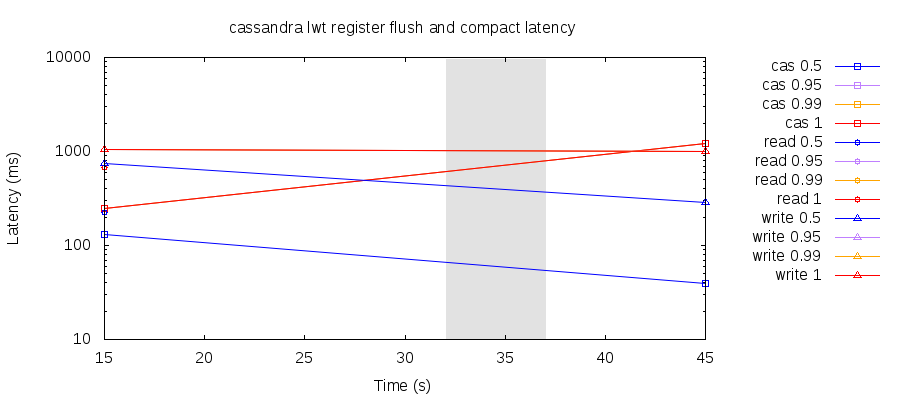 cassandra lwt register flush and compact latency
10000
1000
100
10
Latency (ms)
15 20 25 30 35 40 45
Time (s)
cas 0.5
cas 0.95
cas 0.99
cas 1
read 0.5
read 0.95
read 0.99
read 1
write 0.5
write 0.95
write 0.99
write 1